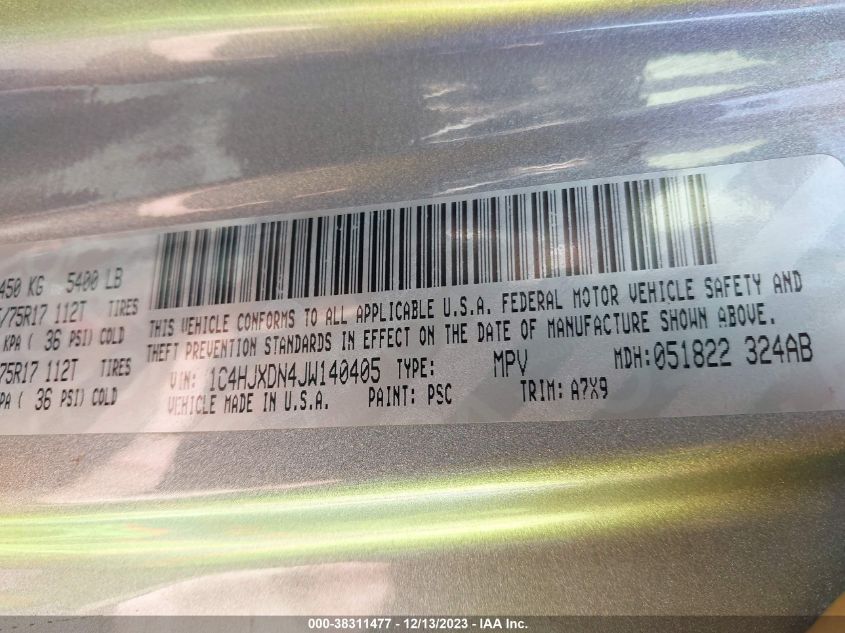 450 KG 5400 LB
/75R17 112T TIRES
KPA ( 36 PSI) COLD
75R17 112T TIRES
PA ( 36 PSI) COLD
THIS VEHICLE CONFORMS TO ALL APPLICABLE U.S.A. FEDERAL MOTOR VEHICLE SAFETY AND
THEFT PREVENTION STANDARDS IN EFFECT ON THE DATE OF MANUFACTURE SHOWN ABOVE.
VIN: 1C4HJXDN4JW140405 TYPE: MPV MDH:051822 324AB
VEHICLE MADE IN U.S.A. PAINT: PSC TRIM: A7X9
000-38311477 - 12/13/2023 - IAA Inc.